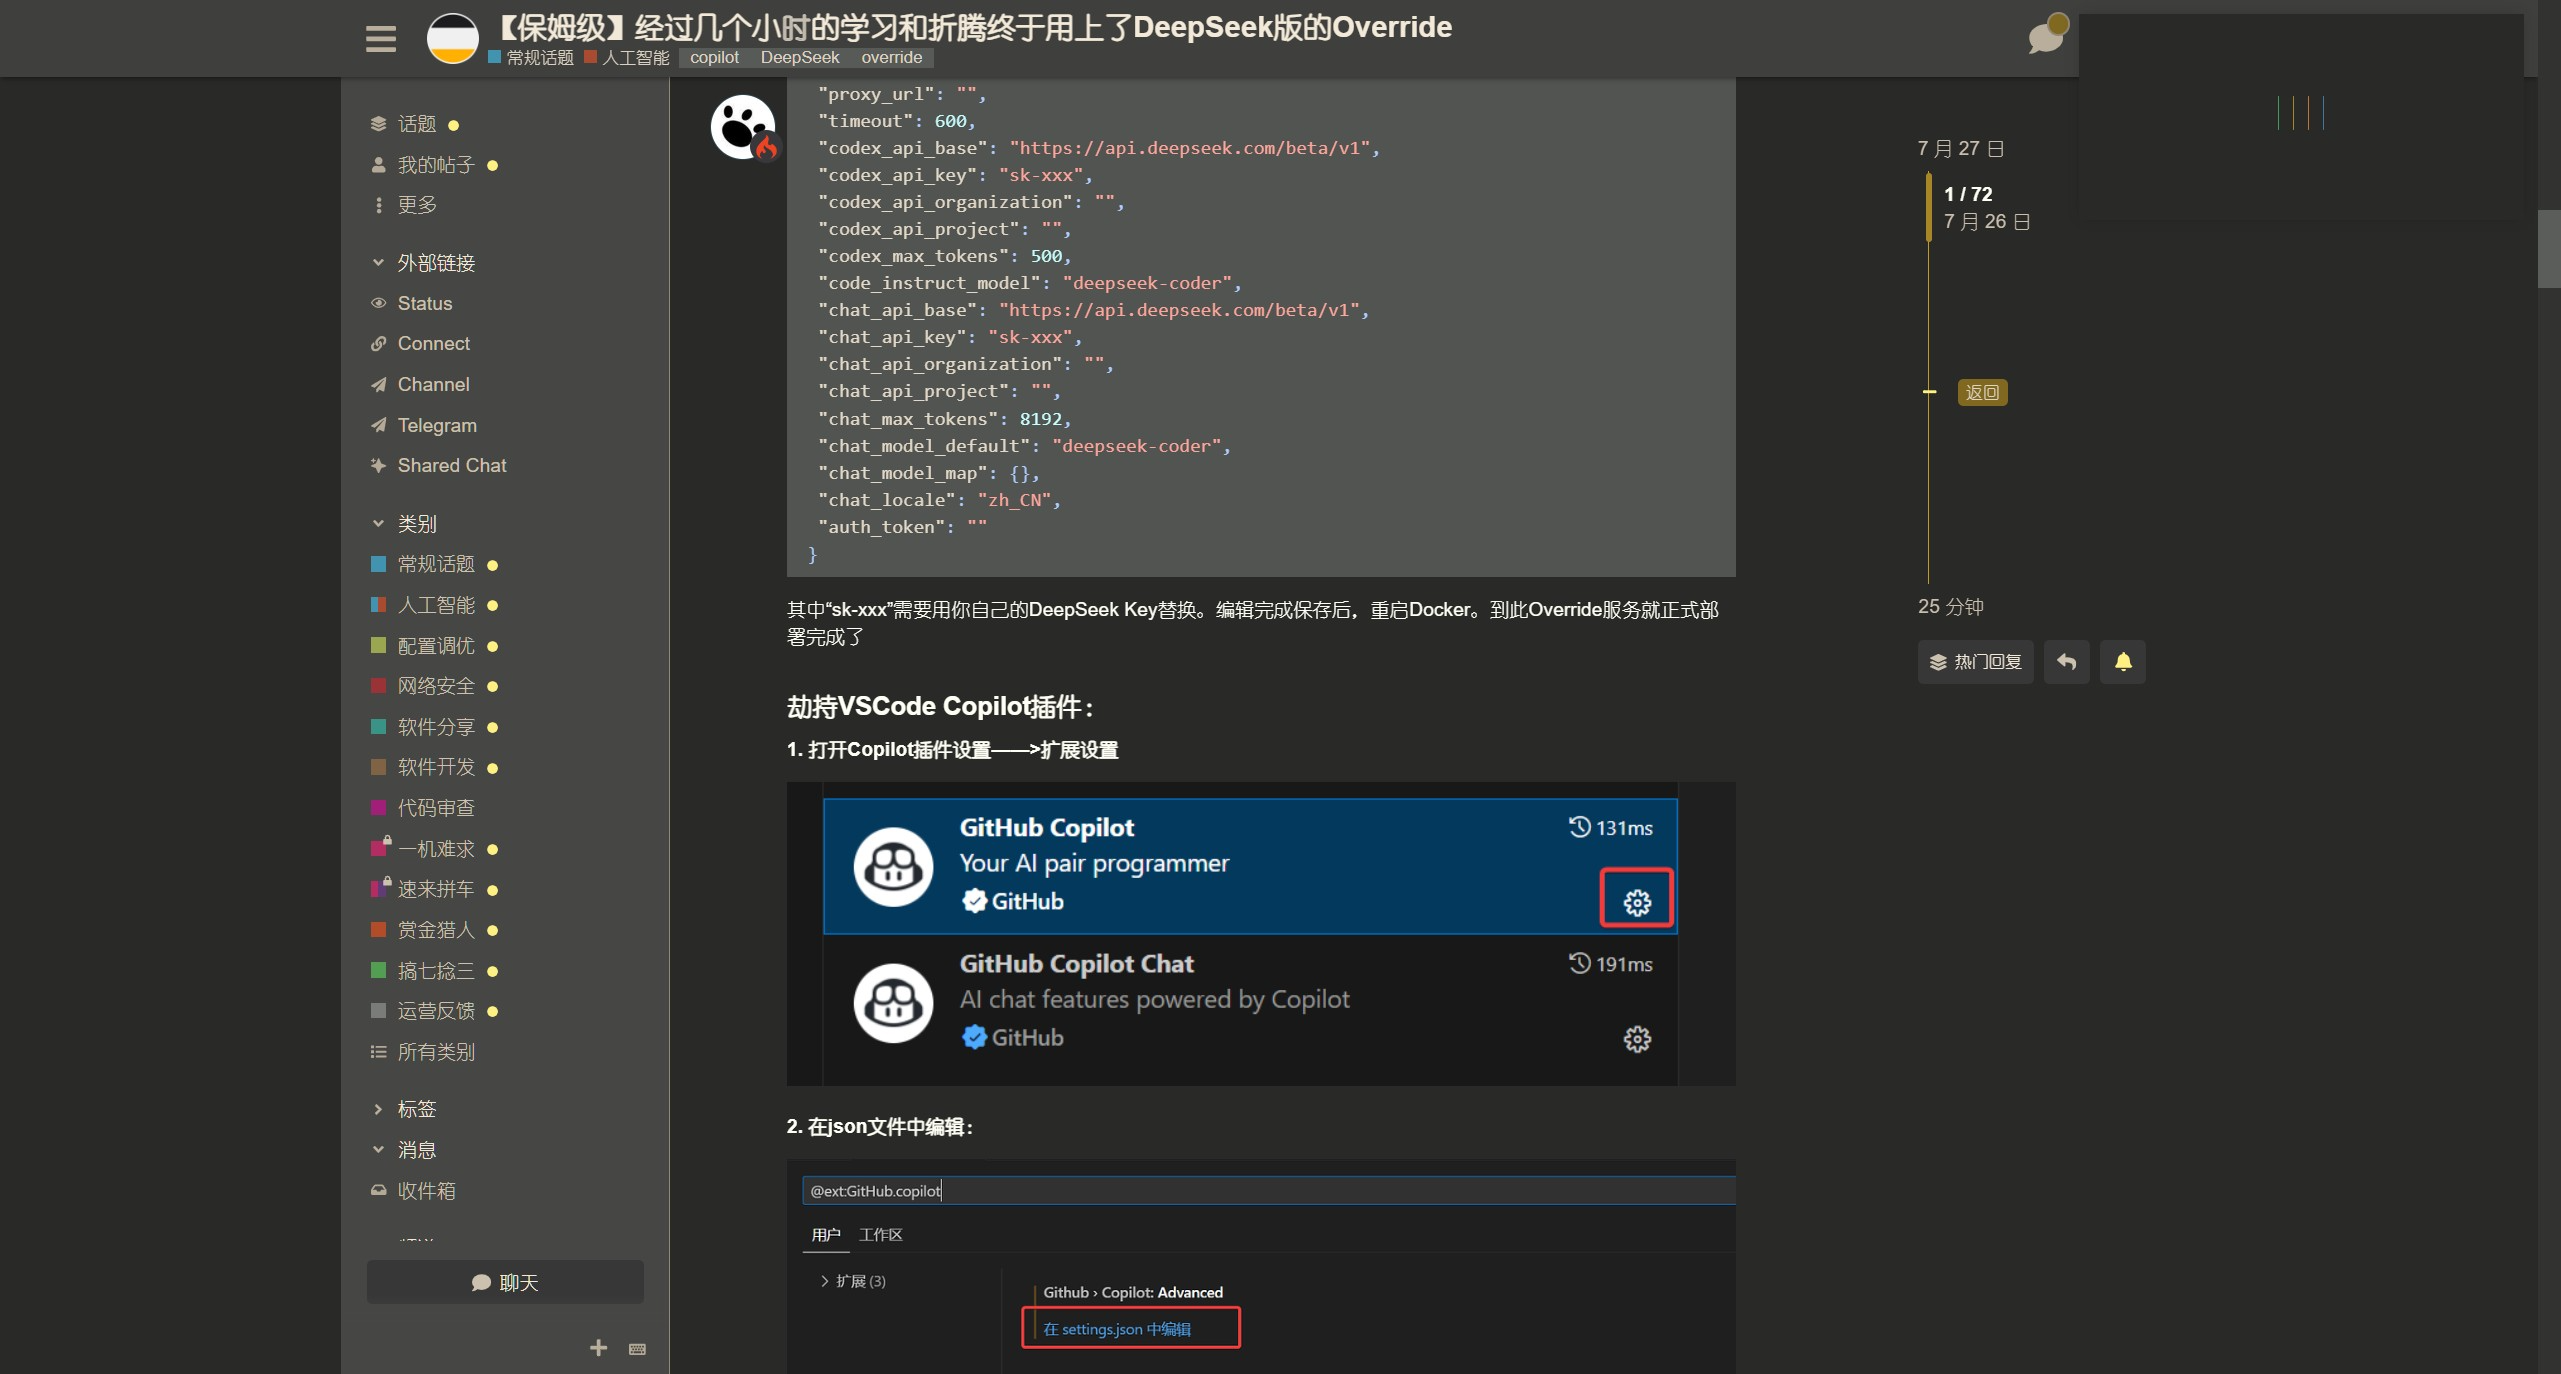 【保姆级】经过几个小时的学习和折腾终于用上了DeepSeek版的Override
常规话题 人工智能 copilot DeepSeek override
话题
我的帖子
更多
外部链接
Status
Connect
Channel
Telegram
Shared Chat
类别
常规话题
人工智能
配置调优
网络安全
软件分享
软件开发
代码审查
一机难求
速来拼车
赏金猎人
搞七捻三
运营反馈
所有类别
标签
消息
收件箱
聊天
"proxy_url": "",
"timeout": 600,
"codex_api_base": "https://api.deepseek.com/beta/v1",
"codex_api_key": "sk-xxx",
"codex_api_organization": "",
"codex_api_project": "",
"codex_max_tokens": 500,
"code_instruct_model": "deepseek-coder",
"chat_api_base": "https://api.deepseek.com/beta/v1",
"chat_api_key": "sk-xxx",
"chat_api_organization": "",
"chat_api_project": "",
"chat_max_tokens": 8192,
"chat_model_default": "deepseek-coder",
"chat_model_map": {},
"chat_locale": "zh_CN",
"auth_token": ""
}
其中“sk-xxx”需要用你自己的DeepSeek Key替换。编辑完成保存后，重启Docker。到此Override服务就正式部
署完成了
劫持VSCode Copilot插件：
1. 打开Copilot插件设置——>扩展设置
GitHub Copilot
131ms
Your AI pair programmer
GitHub
GitHub Copilot Chat
191ms
AI chat features powered by Copilot
GitHub
2. 在json文件中编辑：
@ext:GitHub.copilot
用户 工作区
扩展 (3)
Github › Copilot: Advanced
在 settings.json 中编辑
7 月 27 日
1 / 72
7 月 26 日
返回
25 分钟
热门回复